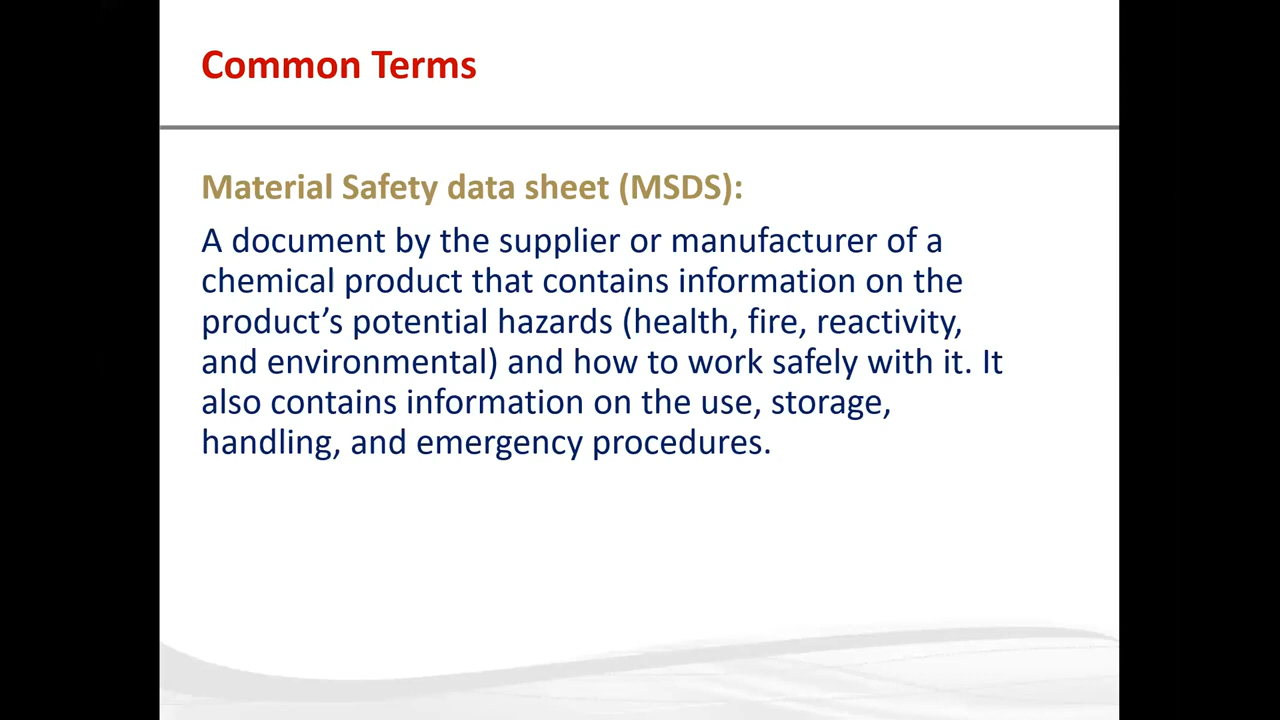 Common Terms
Material Safety data sheet (MSDS):
A document by the supplier or manufacturer of a
chemical product that contains information on the
product’s potential hazards (health, fire, reactivity,
and environmental) and how to work safely with it. It
also contains information on the use, storage,
handling, and emergency procedures.